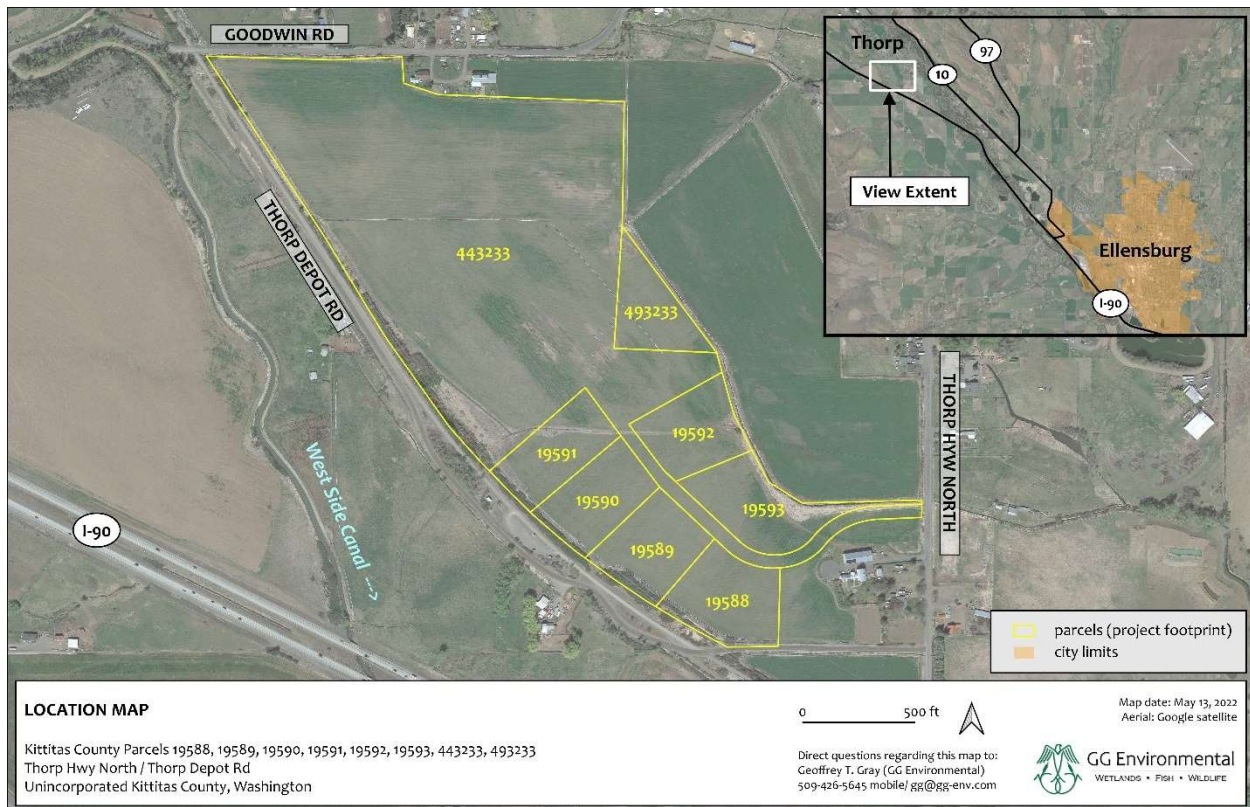 GOODWIN RD
THORP DEPOT RD
443233
493233
19592
19591
19590
19593
19589
19588
THORP HYW NORTH
West Side Canal --->
I-90
Thorp
97
10
View Extent
Ellensburg
I-90
parcels (project footprint)
city limits
LOCATION MAP
Kittitas County Parcels 19588, 19589, 19590, 19591, 19592, 19593, 443233, 493233
Thorp Hwy North / Thorp Depot Rd
Unincorporated Kittitas County, Washington
0 500 ft
Direct questions regarding this map to:
Geoffrey T. Gray (GG Environmental)
509-426-5645 mobile/ gg@gg-env.com
Map date: May 13, 2022
Aerial: Google satellite
GG Environmental
WETLANDS • FISH • WILDLIFE